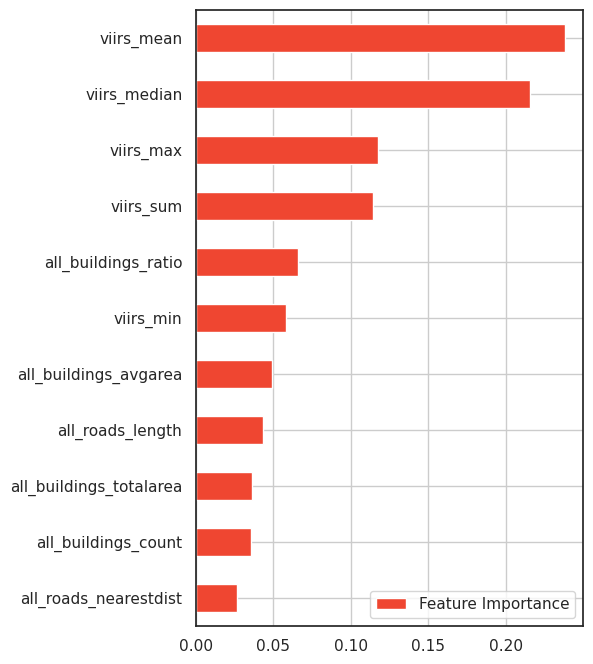 viirs_mean
viirs_median
viirs_max
viirs_sum
all_buildings_ratio
viirs_min
all_buildings_avgarea
all_roads_length
all_buildings_totalarea
all_buildings_count
all_roads_nearestdist
Feature Importance
0.00 0.05 0.10 0.15 0.20